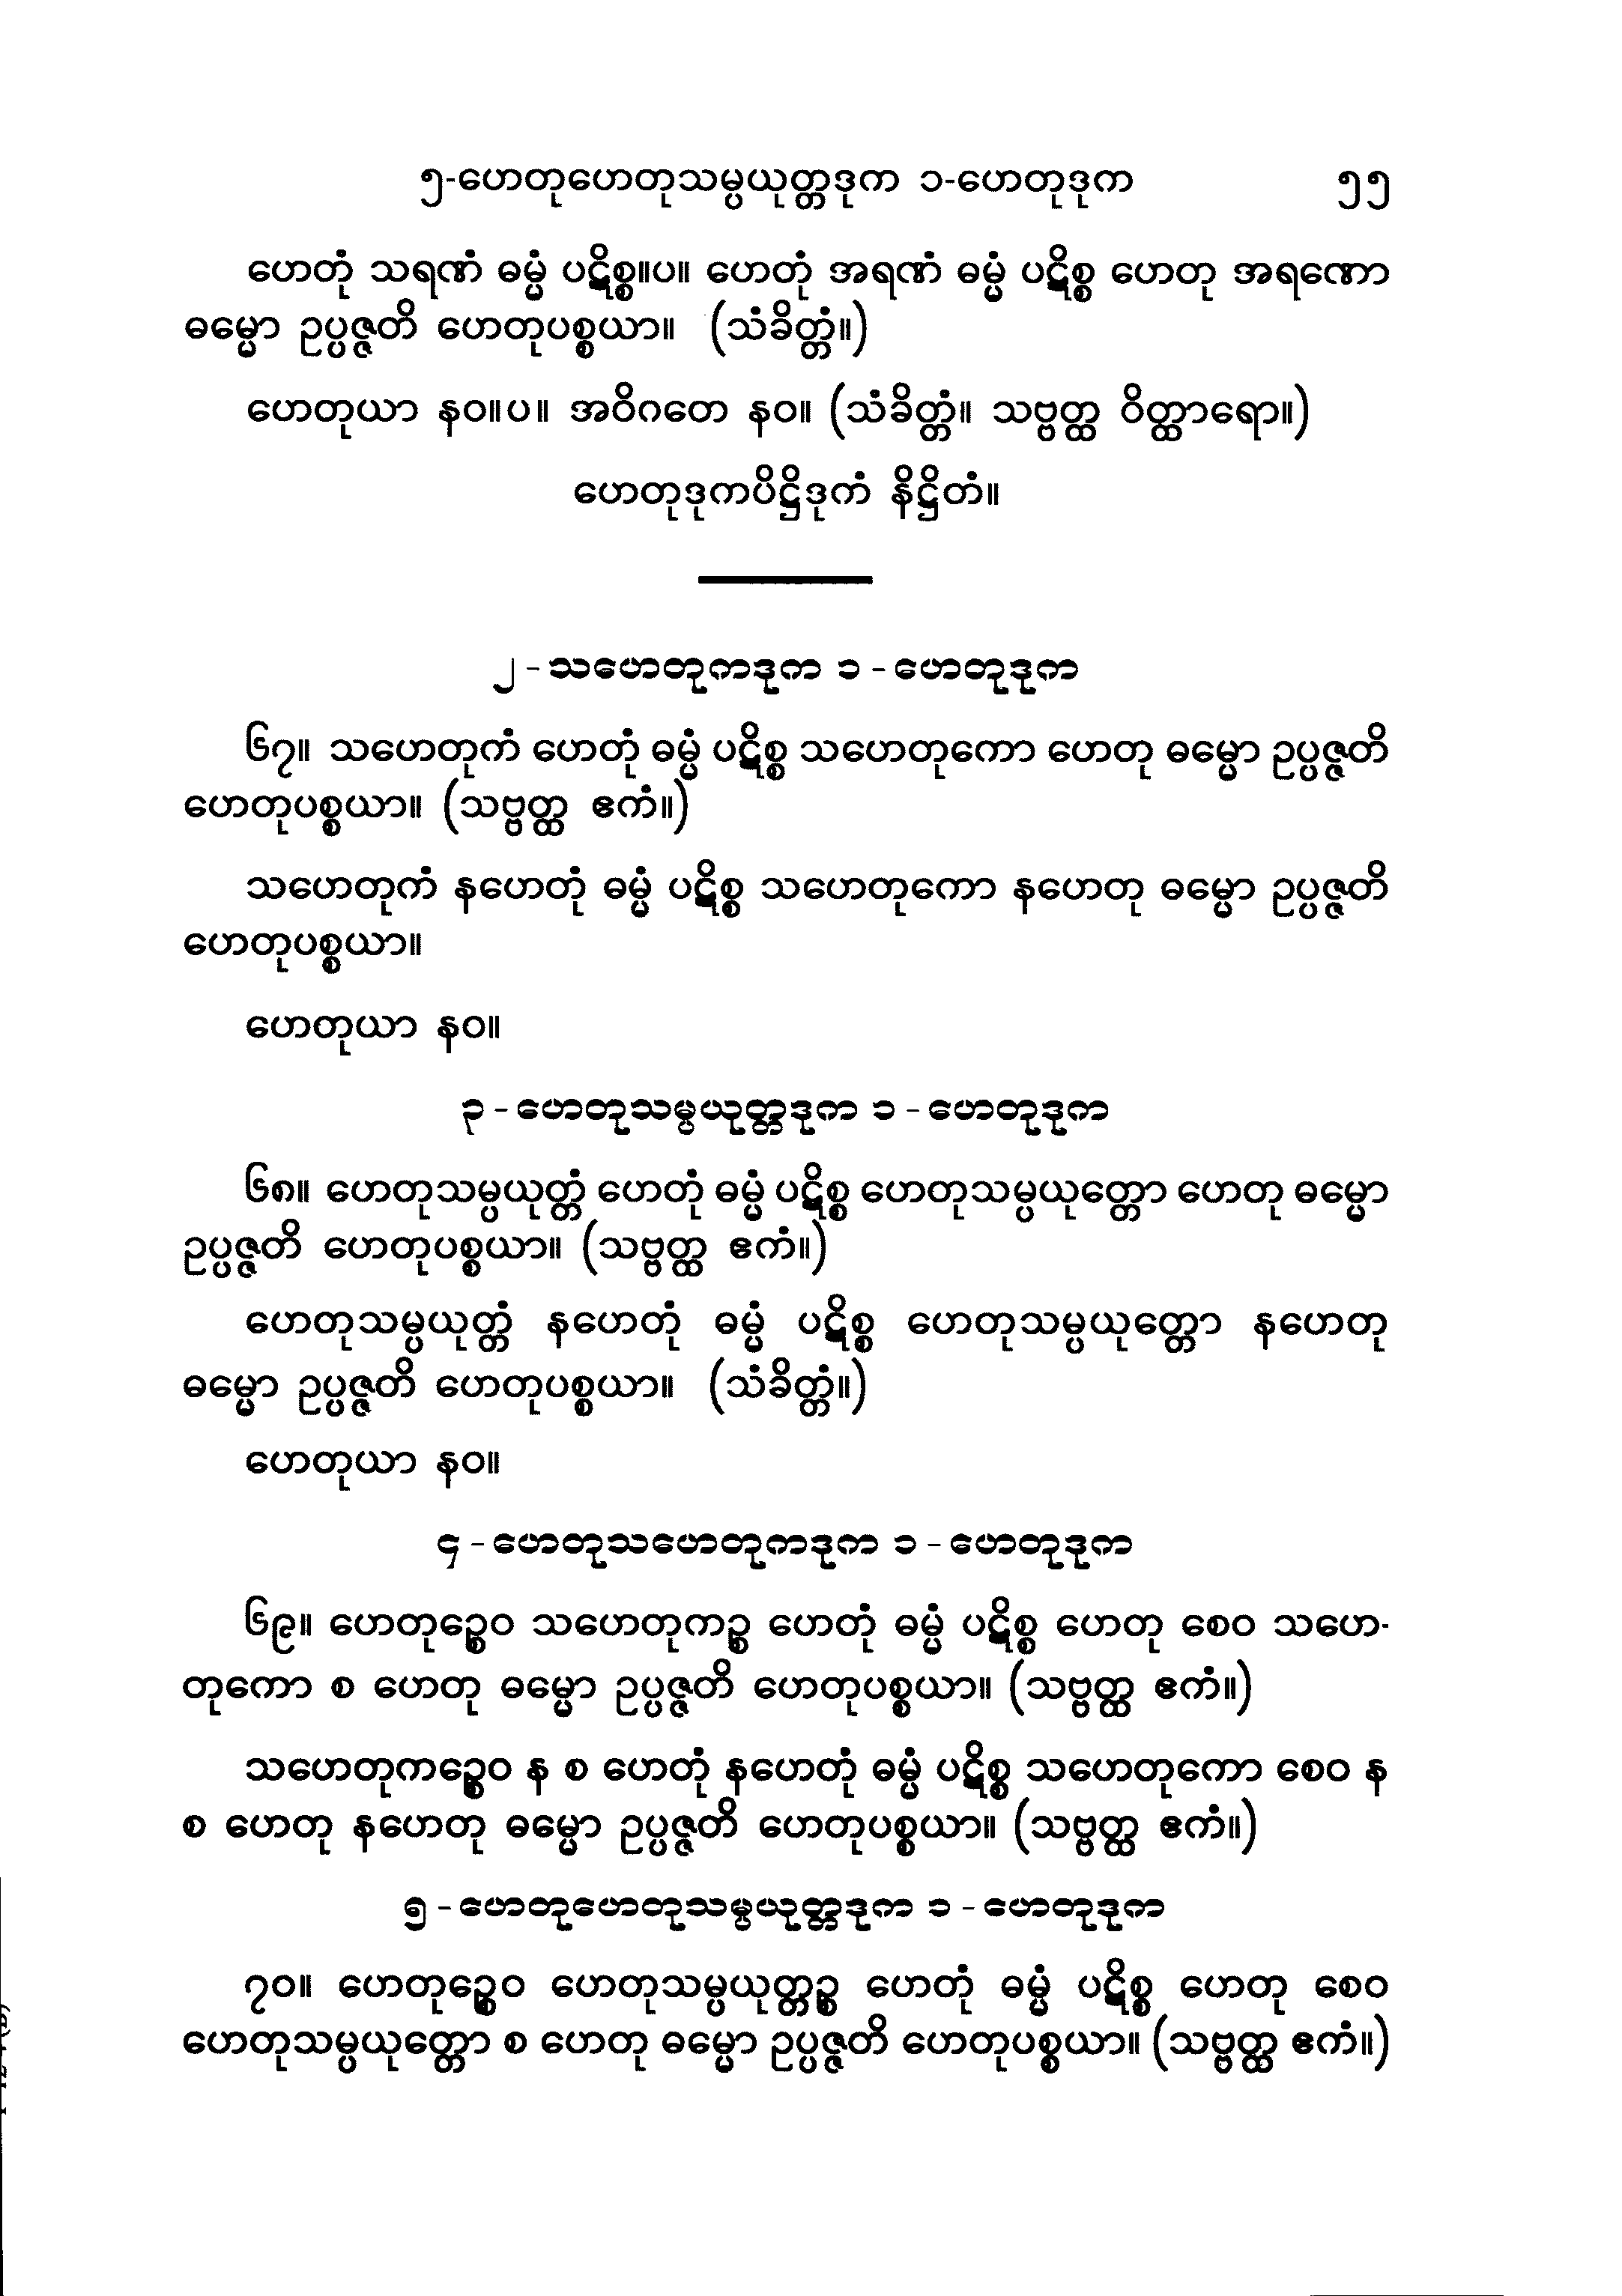 ၅-ဟေတုဟေတုသမ္ပယုတ္တဒုက ၁-ဟေတုဒုက ၅၅
ဟေတုံ သရဏံ ဓမ္မံ ပဋိစ္စ။ပ။ ဟေတုံ အရဏံ ဓမ္မံ ပဋိစ္စ ဟေတု အရဏော
ဓမ္မော ဥပ္ပဇ္ဇတိ ဟေတုပစ္စယာ။ (သံခိတ္တံ။)
ဟေတုယာ နဝ။ပ။ အဝိဂတေ နဝ။ (သံခိတ္တံ။ သဗ္ဗတ္ထ ဝိတ္ထာရော။)
ဟေတုဒုကပိဋ္ဌိဒုကံ နိဋ္ဌိတံ။
၂-သဟေတုကဒုက ၁-ဟေတုဒုက
၆၇။ သဟေတုကံ ဟေတုံ ဓမ္မံ ပဋိစ္စ သဟေတုကော ဟေတု ဓမ္မော ဥပ္ပဇ္ဇတိ
ဟေတုပစ္စယာ။ (သဗ္ဗတ္ထ ဧကံ။)
သဟေတုကံ နဟေတုံ ဓမ္မံ ပဋိစ္စ သဟေတုကော နဟေတု ဓမ္မော ဥပ္ပဇ္ဇတိ
ဟေတုပစ္စယာ။
ဟေတုယာ နဝ။
၃-ဟေတုသမ္ပယုတ္တဒုက ၁-ဟေတုဒုက
၆၈။ ဟေတုသမ္ပယုတ္တံ ဟေတုံ ဓမ္မံ ပဋိစ္စ ဟေတုသမ္ပယုတ္တော ဟေတု ဓမ္မော
ဥပ္ပဇ္ဇတိ ဟေတုပစ္စယာ။ (သဗ္ဗတ္ထ ဧကံ။)
ဟေတုသမ္ပယုတ္တံ နဟေတုံ ဓမ္မံ ပဋိစ္စ ဟေတုသမ္ပယုတ္တော နဟေတု
ဓမ္မော ဥပ္ပဇ္ဇတိ ဟေတုပစ္စယာ။ (သံခိတ္တံ။)
ဟေတုယာ နဝ။
၄-ဟေတုသဟေတုကဒုက ၁-ဟေတုဒုက
၆၉။ ဟေတုဉ္စေဝ သဟေတုကဉ္စ ဟေတုံ ဓမ္မံ ပဋိစ္စ ဟေတု စေဝ သဟေ-
တုကော စ ဟေတု ဓမ္မော ဥပ္ပဇ္ဇတိ ဟေတုပစ္စယာ။ (သဗ္ဗတ္ထ ဧကံ။)
သဟေတုကဉ္စေဝ န စ ဟေတုံ နဟေတုံ ဓမ္မံ ပဋိစ္စ သဟေတုကော စေဝ န
စ ဟေတု နဟေတု ဓမ္မော ဥပ္ပဇ္ဇတိ ဟေတုပစ္စယာ။ (သဗ္ဗတ္ထ ဧကံ။)
၅-ဟေတုဟေတုသမ္ပယုတ္တဒုက ၁-ဟေတုဒုက
၇၀။ ဟေတုဉ္စေဝ ဟေတုသမ္ပယုတ္တဉ္စ ဟေတုံ ဓမ္မံ ပဋိစ္စ ဟေတု စေဝ
ဟေတုသမ္ပယုတ္တော စ ဟေတု ဓမ္မော ဥပ္ပဇ္ဇတိ ဟေတုပစ္စယာ။ (သဗ္ဗတ္ထ ဧကံ။)